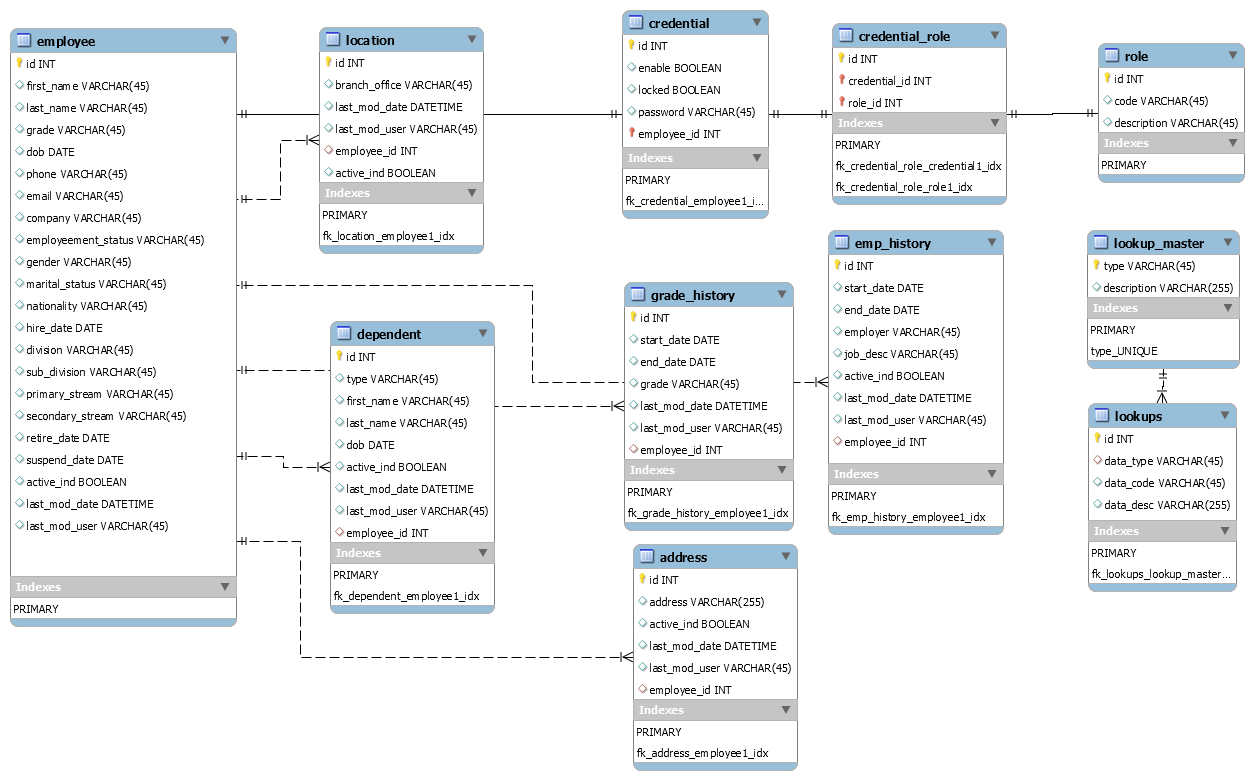 employee
id INT
first_name VARCHAR(45)
last_name VARCHAR(45)
grade VARCHAR(45)
dob DATE
phone VARCHAR(45)
email VARCHAR(45)
company VARCHAR(45)
employeement_status VARCHAR(45)
gender VARCHAR(45)
marital_status VARCHAR(45)
nationality VARCHAR(45)
hire_date DATE
division VARCHAR(45)
sub_division VARCHAR(45)
primary_stream VARCHAR(45)
secondary_stream VARCHAR(45)
retire_date DATE
suspend_date DATE
active_ind BOOLEAN
last_mod_date DATETIME
last_mod_user VARCHAR(45)
Indexes
PRIMARY
location
id INT
branch_office VARCHAR(45)
last_mod_date DATETIME
last_mod_user VARCHAR(45)
employee_id INT
active_ind BOOLEAN
Indexes
PRIMARY
fk_location_employee1_idx
credential
id INT
enable BOOLEAN
locked BOOLEAN
password VARCHAR(45)
employee_id INT
Indexes
PRIMARY
fk_credential_employee1_i...
credential_role
id INT
credential_id INT
role_id INT
Indexes
PRIMARY
fk_credential_role_credential1_idx
fk_credential_role_role1_idx
role
id INT
code VARCHAR(45)
description VARCHAR(45)
Indexes
PRIMARY
dependent
id INT
type VARCHAR(45)
first_name VARCHAR(45)
last_name VARCHAR(45)
dob DATE
active_ind BOOLEAN
last_mod_date DATETIME
last_mod_user VARCHAR(45)
employee_id INT
Indexes
PRIMARY
fk_dependent_employee1_idx
grade_history
id INT
start_date DATE
end_date DATE
grade VARCHAR(45)
last_mod_date DATETIME
last_mod_user VARCHAR(45)
employee_id INT
Indexes
PRIMARY
fk_grade_history_employee1_idx
emp_history
id INT
start_date DATE
end_date DATE
employer VARCHAR(45)
job_desc VARCHAR(45)
active_ind BOOLEAN
last_mod_date DATETIME
last_mod_user VARCHAR(45)
employee_id INT
Indexes
PRIMARY
fk_emp_history_employee1_idx
lookup_master
type VARCHAR(45)
description VARCHAR(255)
Indexes
PRIMARY
type_UNIQUE
lookups
id INT
data_type VARCHAR(45)
data_code VARCHAR(45)
data_desc VARCHAR(255)
Indexes
PRIMARY
fk_lookups_lookup_master...
address
id INT
address VARCHAR(255)
active_ind BOOLEAN
last_mod_date DATETIME
last_mod_user VARCHAR(45)
employee_id INT
Indexes
PRIMARY
fk_address_employee1_idx